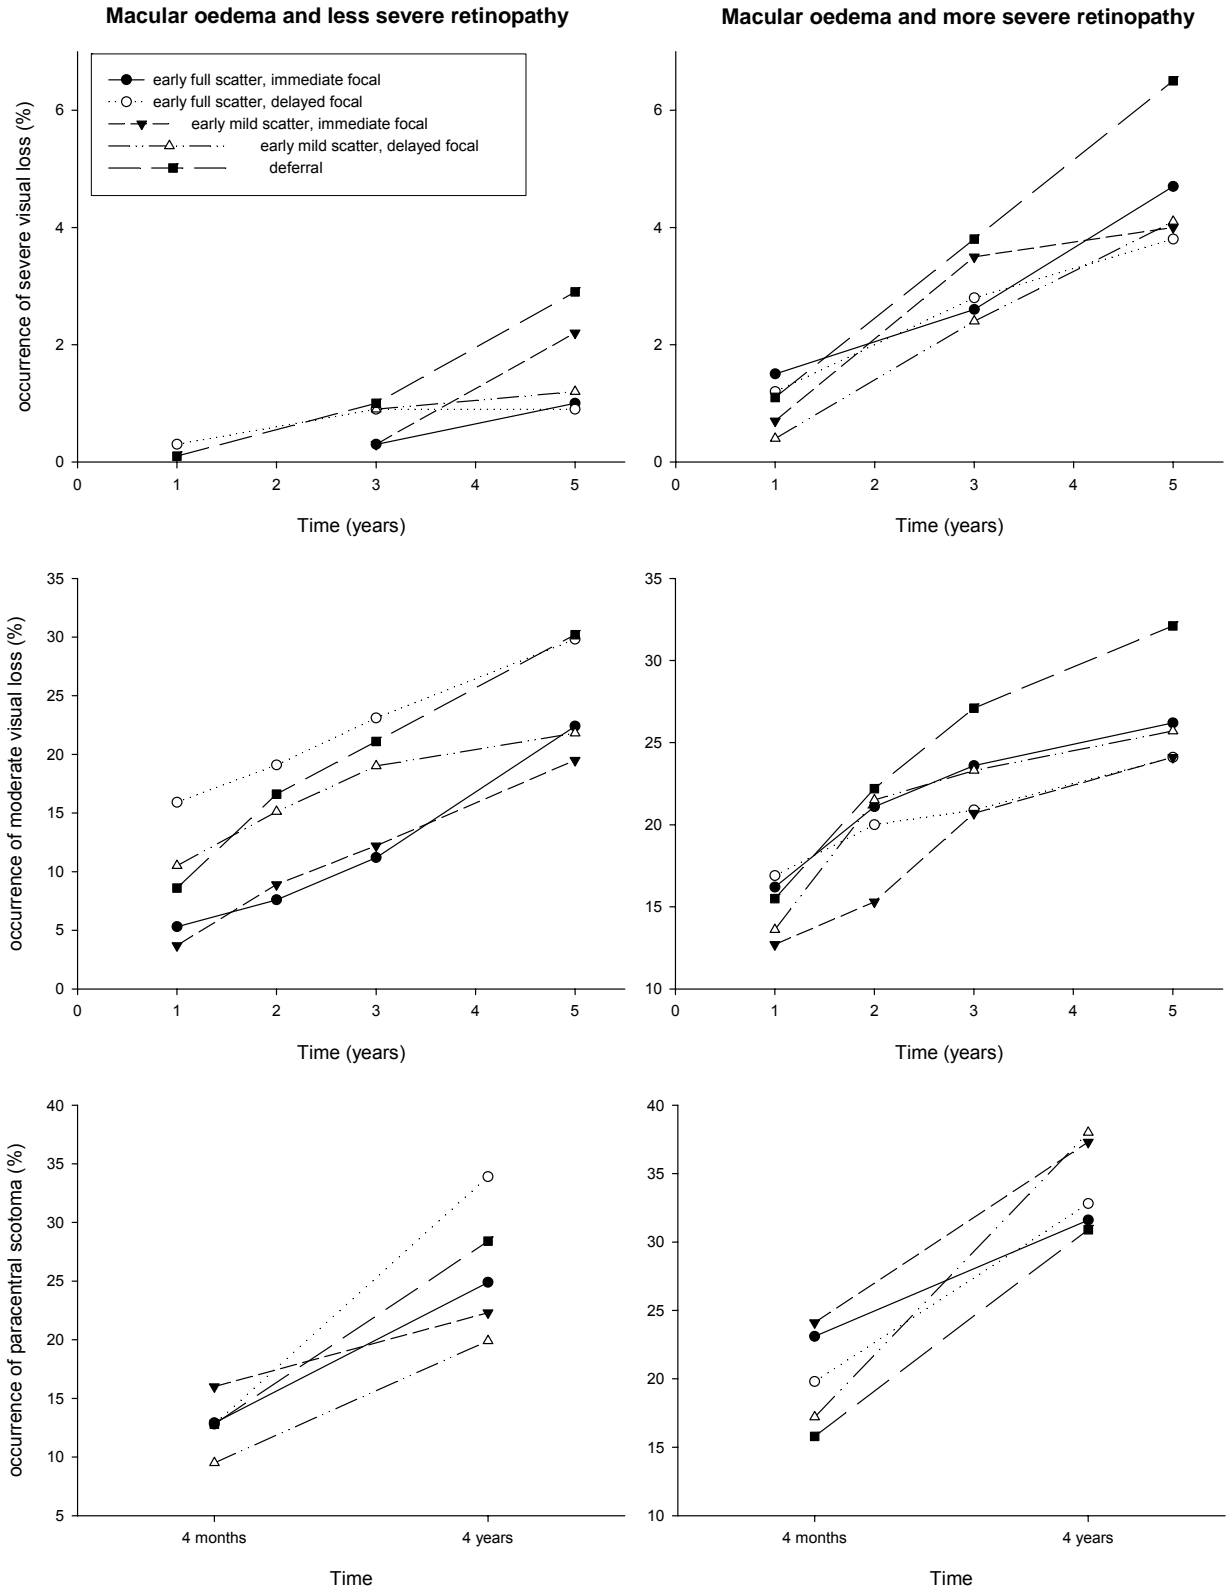 Macular oedema and less severe retinopathy
Macular oedema and more severe retinopathy
occurrence of severe visual loss (%)
6
4
2
0
early full scatter, immediate focal
early full scatter, delayed focal
early mild scatter, immediate focal
early mild scatter, delayed focal
deferral
0 1 2 3 4 5
Time (years)
6
4
2
0
0 1 2 3 4 5
Time (years)
occurrence of moderate visual loss (%)
35
30
25
20
15
10
5
0
0 1 2 3 4 5
Time (years)
35
30
25
20
15
10
0 1 2 3 4 5
Time (years)
occurrence of paracentral scotoma (%)
40
35
30
25
20
15
10
5
4 months 4 years
Time
40
35
30
25
20
15
10
4 months 4 years
Time